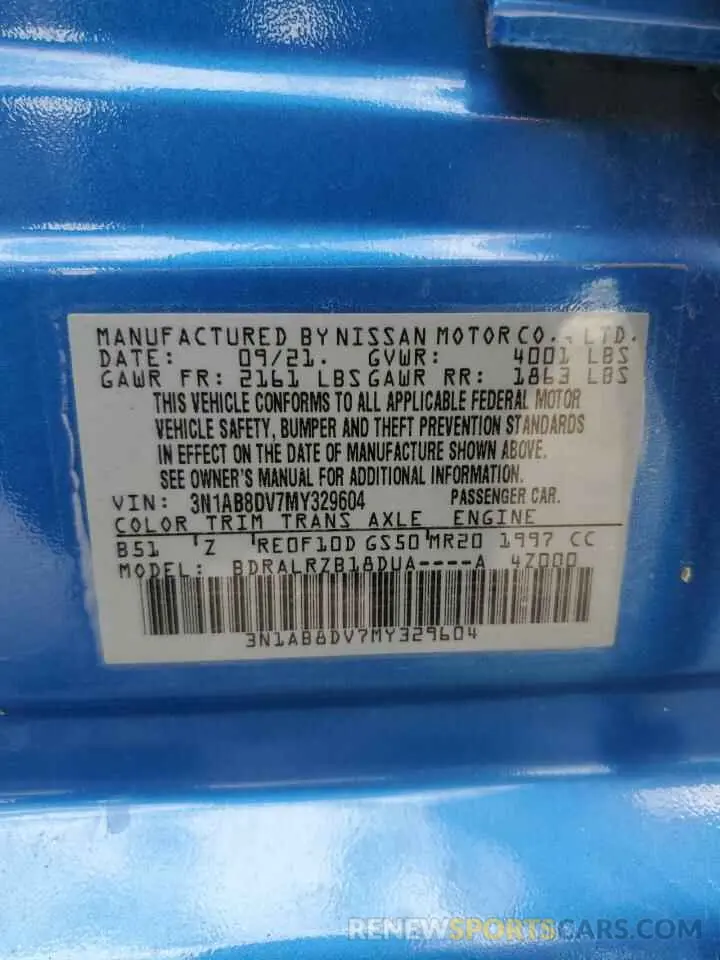 MANUFACTURED BY NISSAN MOTOR CO., LTD.
DATE: 09/21. GVWR: 4001 LBS
GAWR FR: 2161 LBS GAWR RR: 1863 LBS
THIS VEHICLE CONFORMS TO ALL APPLICABLE FEDERAL MOTOR
VEHICLE SAFETY, BUMPER AND THEFT PREVENTION STANDARDS
IN EFFECT ON THE DATE OF MANUFACTURE SHOWN ABOVE.
SEE OWNER'S MANUAL FOR ADDITIONAL INFORMATION.
VIN: 3N1AB8DV7MY329604 PASSENGER CAR.
COLOR TRIM TRANS AXLE ENGINE
B51 'Z 'RE0F10D GS50'MR20 1997 CC
MODEL: BDRALRZB18DUA----A 4Z000
3N1AB8DV7MY329604
RENEWSPORTSCARS.COM